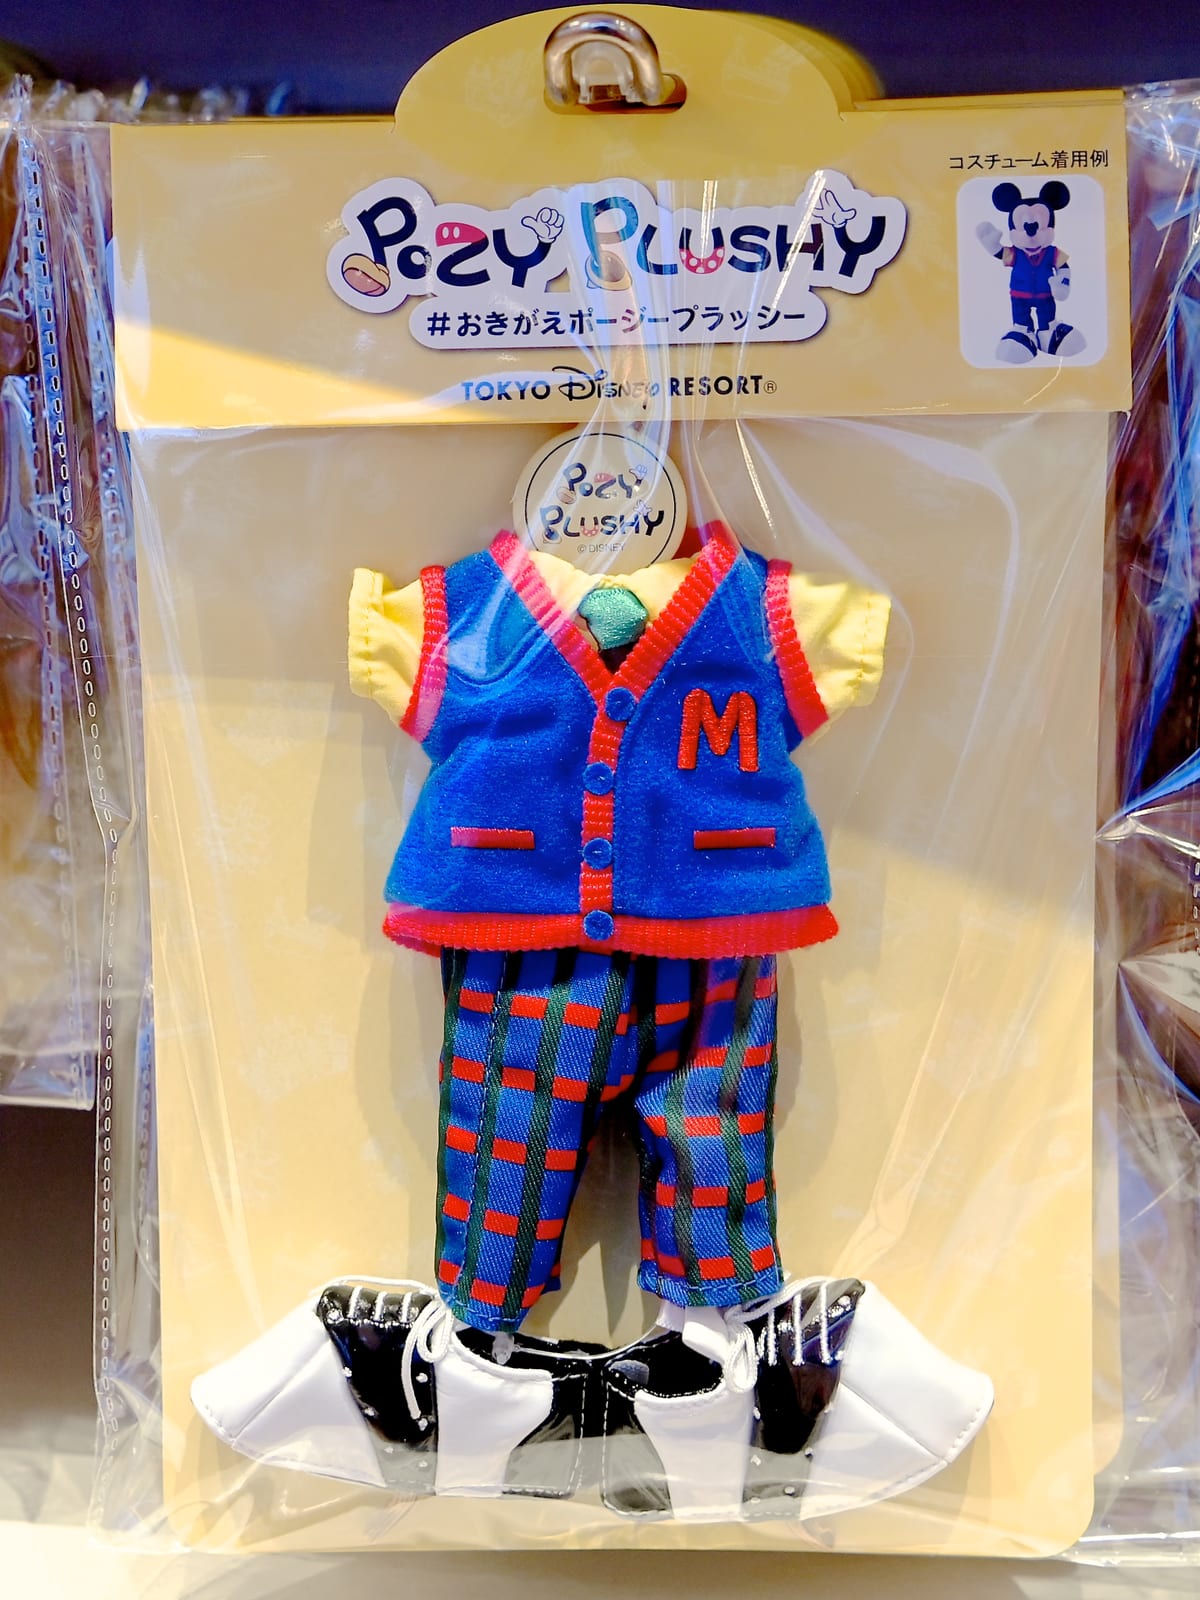 コスチューム着用例
POZY PLUSHY
#おきがえポージープラッシー
TOKYO Disney RESORT®
POZY
PLUSHY
© DISNEY
M